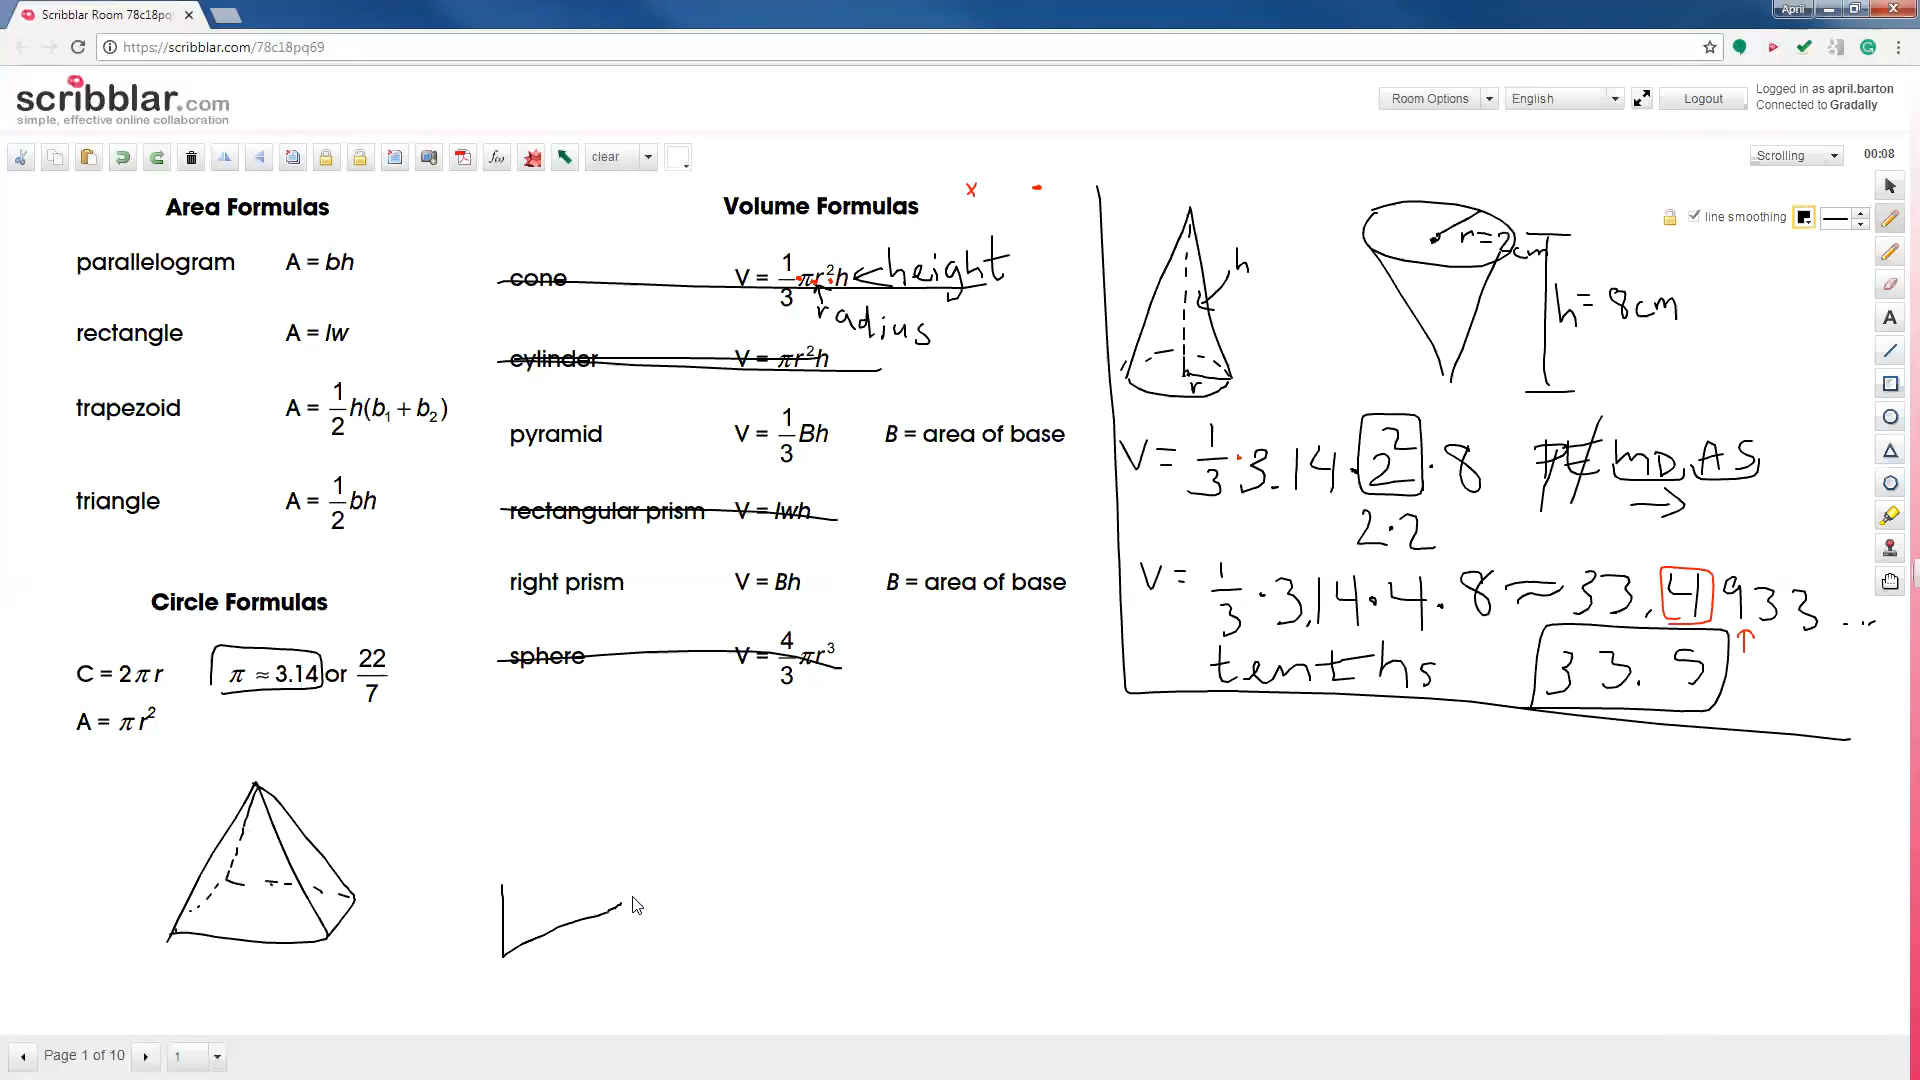 Scribblar Room 78c18pq
April
https://scribblar.com/78c18pq69
scribblar.com
simple, effective online collaboration
Room Options
English
Logout
Logged in as april.barton
Connected to Gradally
f(x)
clear
Scrolling
00:08
line smoothing
A
Area Formulas
parallelogram A = bh
rectangle A = lw
trapezoid A = 1/2 h(b₁ + b₂)
triangle A = 1/2 bh
Circle Formulas
C = 2πr π ≈ 3.14 or 22/7
A = πr²
Volume Formulas x
cone V = 1/3 πr²h ← height
radius
cylinder V = πr²h
pyramid V = 1/3 Bh B = area of base
rectangular prism V = lwh
right prism V = Bh B = area of base
sphere V = 4/3 πr³
h
r
r=2cm
h = 8cm
V = 1/3 · 3.14 · 2² · 8 PE MD AS
2·2
V = 1/3 · 3.14 · 4 · 8 ≈ 33.4933...
tenths 33.5
Page 1 of 10
1